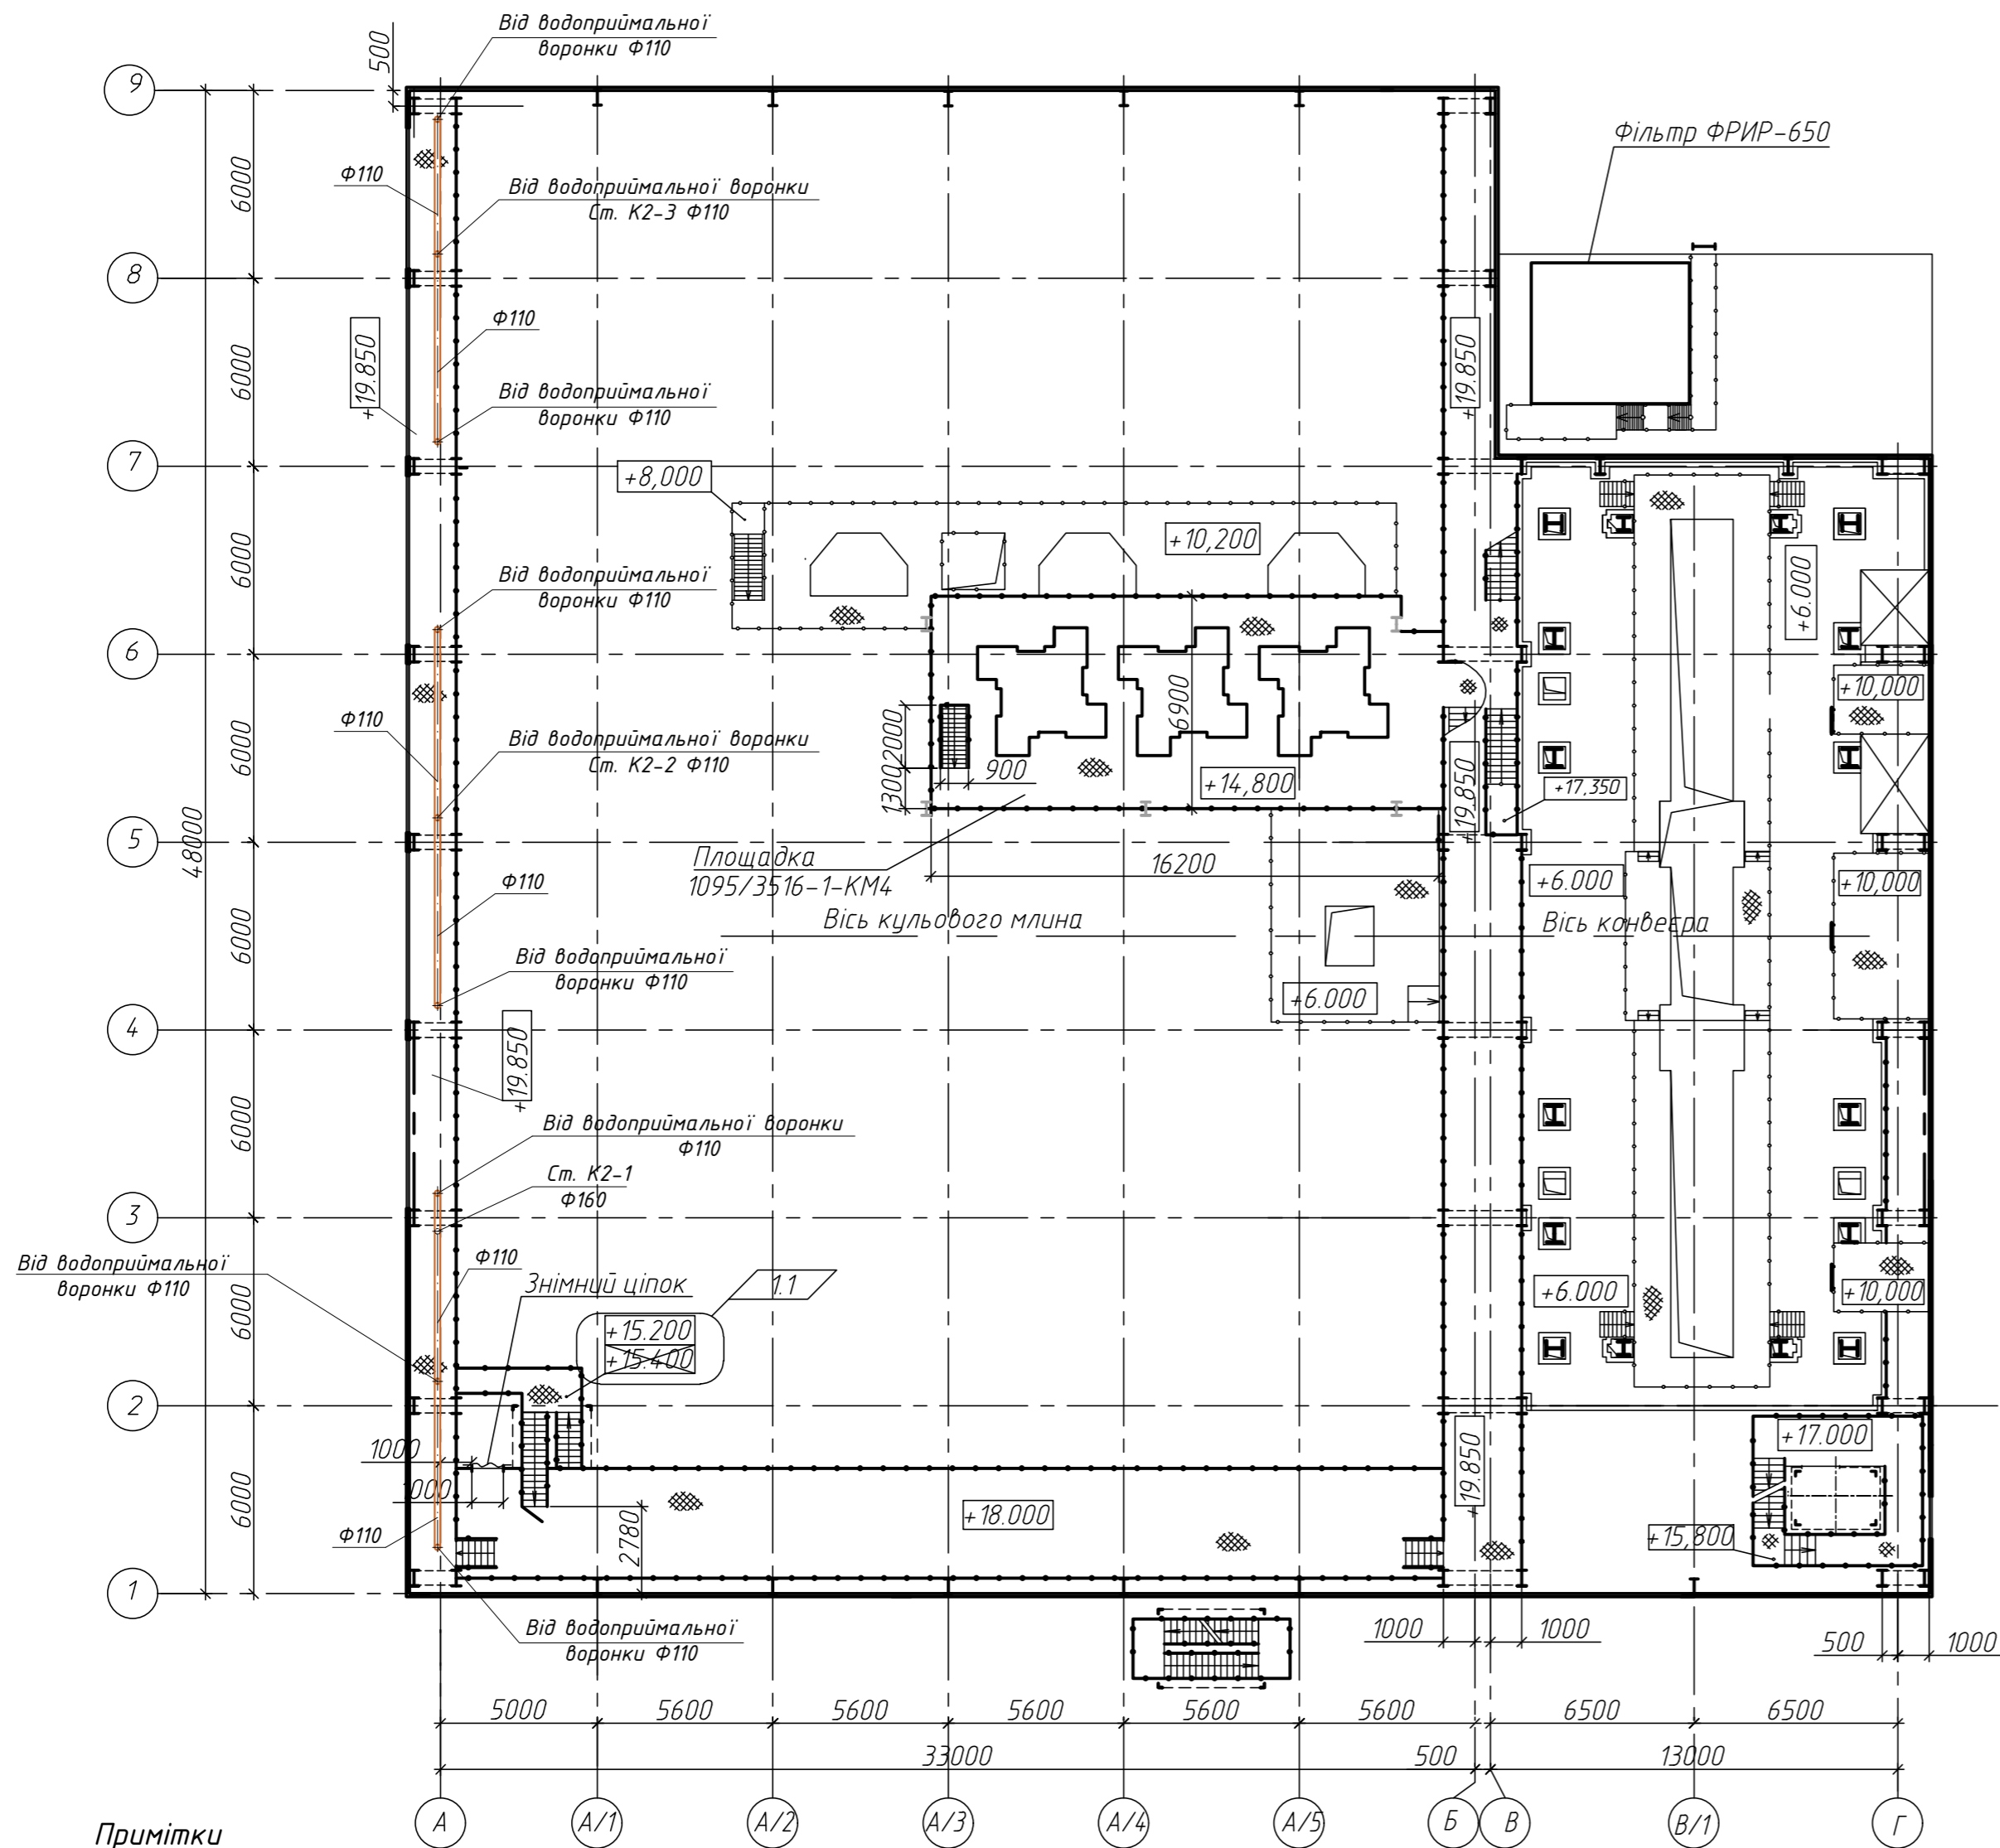 Від водоприймальної
воронки Ф110
500
9
Фільтр ФРИР-650
6000
Ф110
Від водоприймальної воронки
Ст. К2-3 Ф110
8
Ф110
+19.850
+19.850
6000
Від водоприймальної
воронки Ф110
7
+8,000
+10,200
6000
+6.000
Від водоприймальної
воронки Ф110
6
6900
+10,000
Ф110
Від водоприймальної воронки
Ст. К2-2 Ф110
6000
2000
1300
900
+14,800
+19.850
+17,350
48000
5
Площадка
1095/3516-1-КМ4
16200
+6.000
+10,000
Ф110
Вісь кульового млина
Вісь конвеєра
6000
Від водоприймальної
воронки Ф110
+6.000
4
+19.850
6000
Від водоприймальної воронки
Ф110
Ст. К2-1
Ф160
3
Від водоприймальної
воронки Ф110
Ф110
Знімний ціпок
1.1
6000
+6.000
+10,000
+15.200
+15.400
2
1000
+17.000
+19.850
1000
6000
+18.000
Ф110
2780
+15,800
1
Від водоприймальної
воронки Ф110
1000
1000
500
1000
5000
5600
5600
5600
5600
5600
6500
6500
33000
500
13000
А
А/1
А/2
А/3
А/4
А/5
Б
В
В/1
Г
Примітки